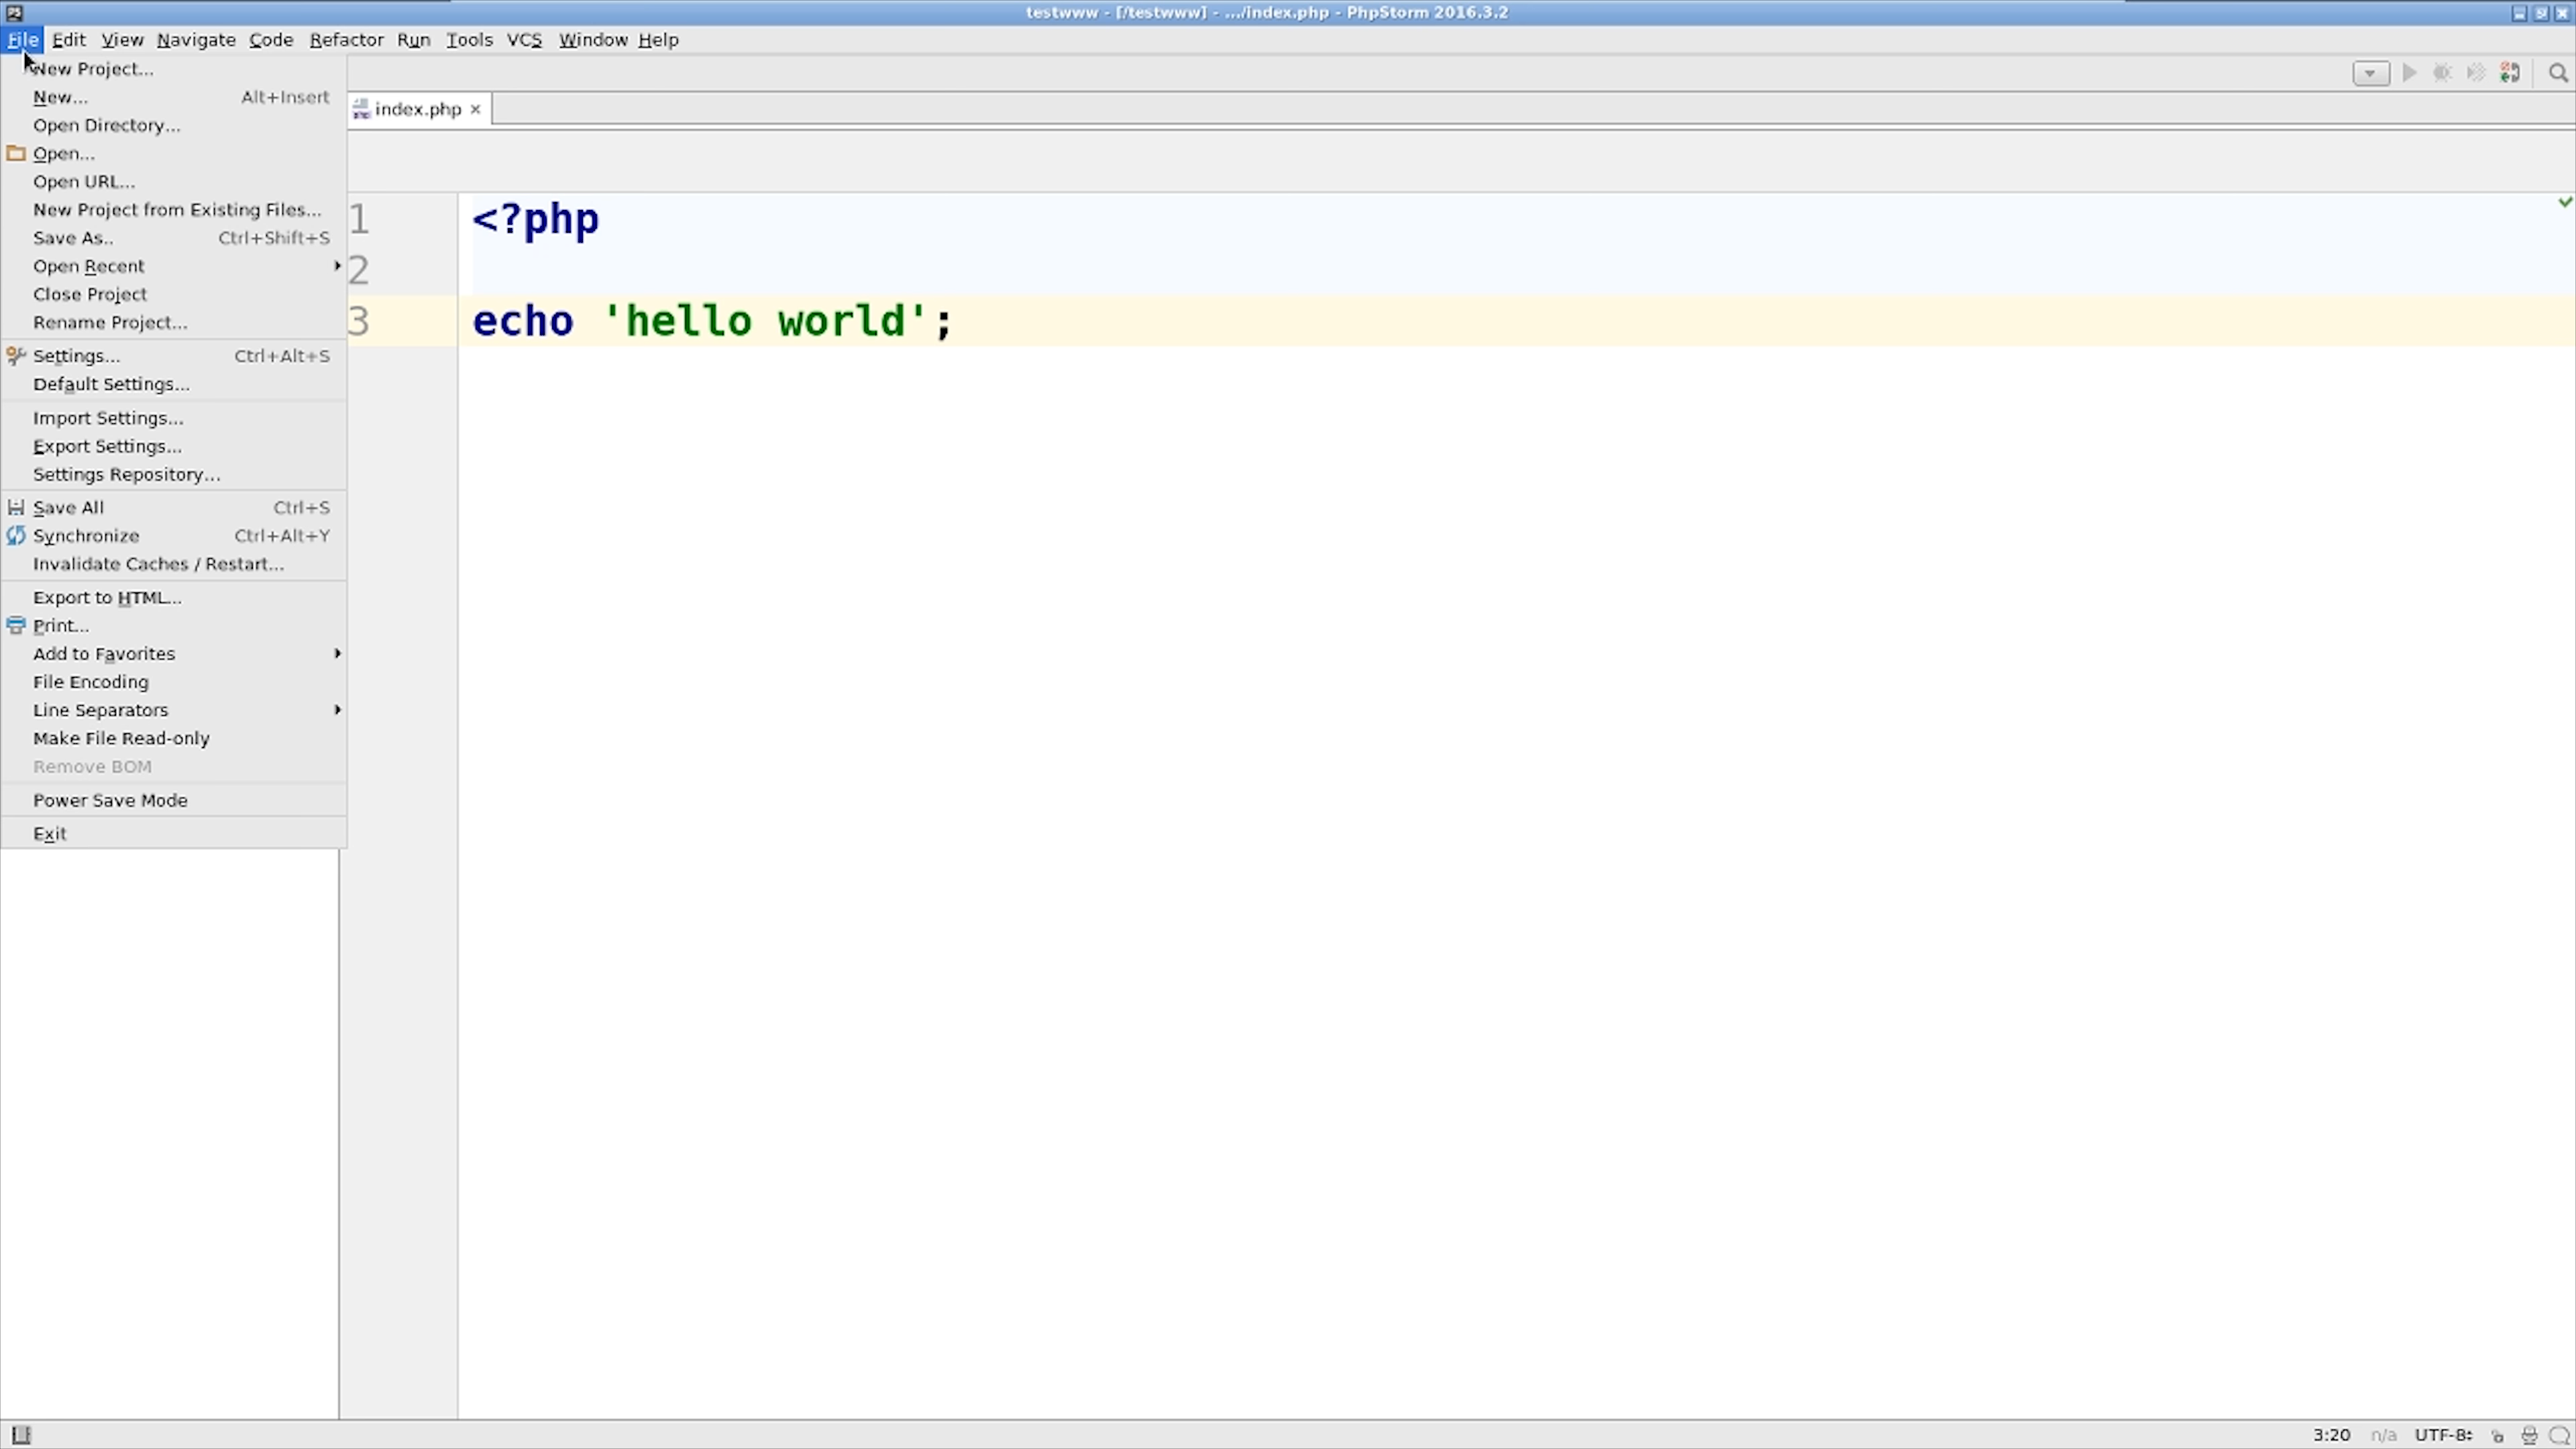 testwww - [/testwww] - .../index.php - PhpStorm 2016.3.2
File Edit View Navigate Code Refactor Run Tools VCS Window Help
New Project...
New... Alt+Insert
Open Directory...
Open...
Open URL...
New Project from Existing Files...
Save As.. Ctrl+Shift+S
Open Recent
Close Project
Rename Project...
Settings... Ctrl+Alt+S
Default Settings...
Import Settings...
Export Settings...
Settings Repository...
Save All Ctrl+S
Synchronize Ctrl+Alt+Y
Invalidate Caches / Restart...
Export to HTML...
Print...
Add to Favorites
File Encoding
Line Separators
Make File Read-only
Remove BOM
Power Save Mode
Exit
index.php
1 <?php
2
3 echo 'hello world';
3:20 n/a UTF-8